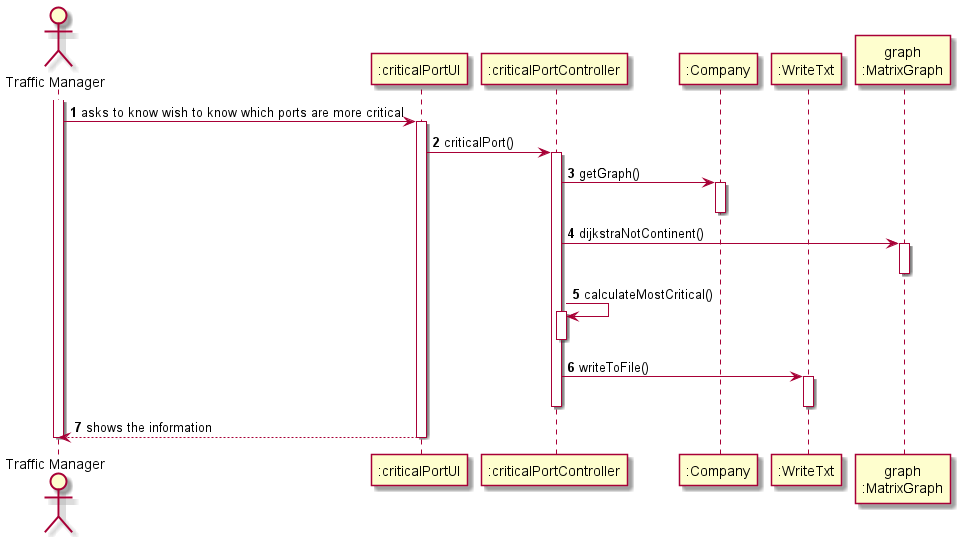 Traffic Manager
:criticalPortUI
:criticalPortController
:Company
:WriteTxt
graph
:MatrixGraph
1 asks to know wish to know which ports are more critical
2 criticalPort()
3 getGraph()
4 dijkstraNotContinent()
5 calculateMostCritical()
6 writeToFile()
7 shows the information
Traffic Manager
:criticalPortUI
:criticalPortController
:Company
:WriteTxt
graph
:MatrixGraph